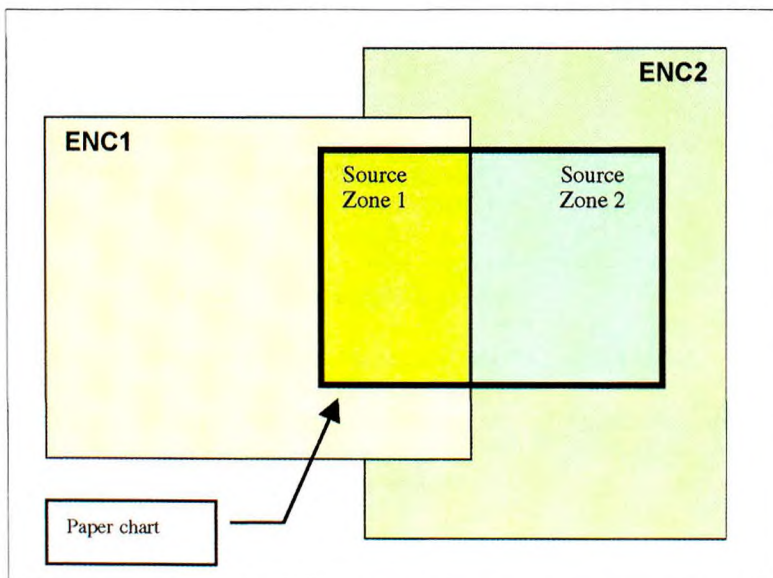 ENC2
ENC1
Source
Zone 1
Source
Zone 2
Paper chart